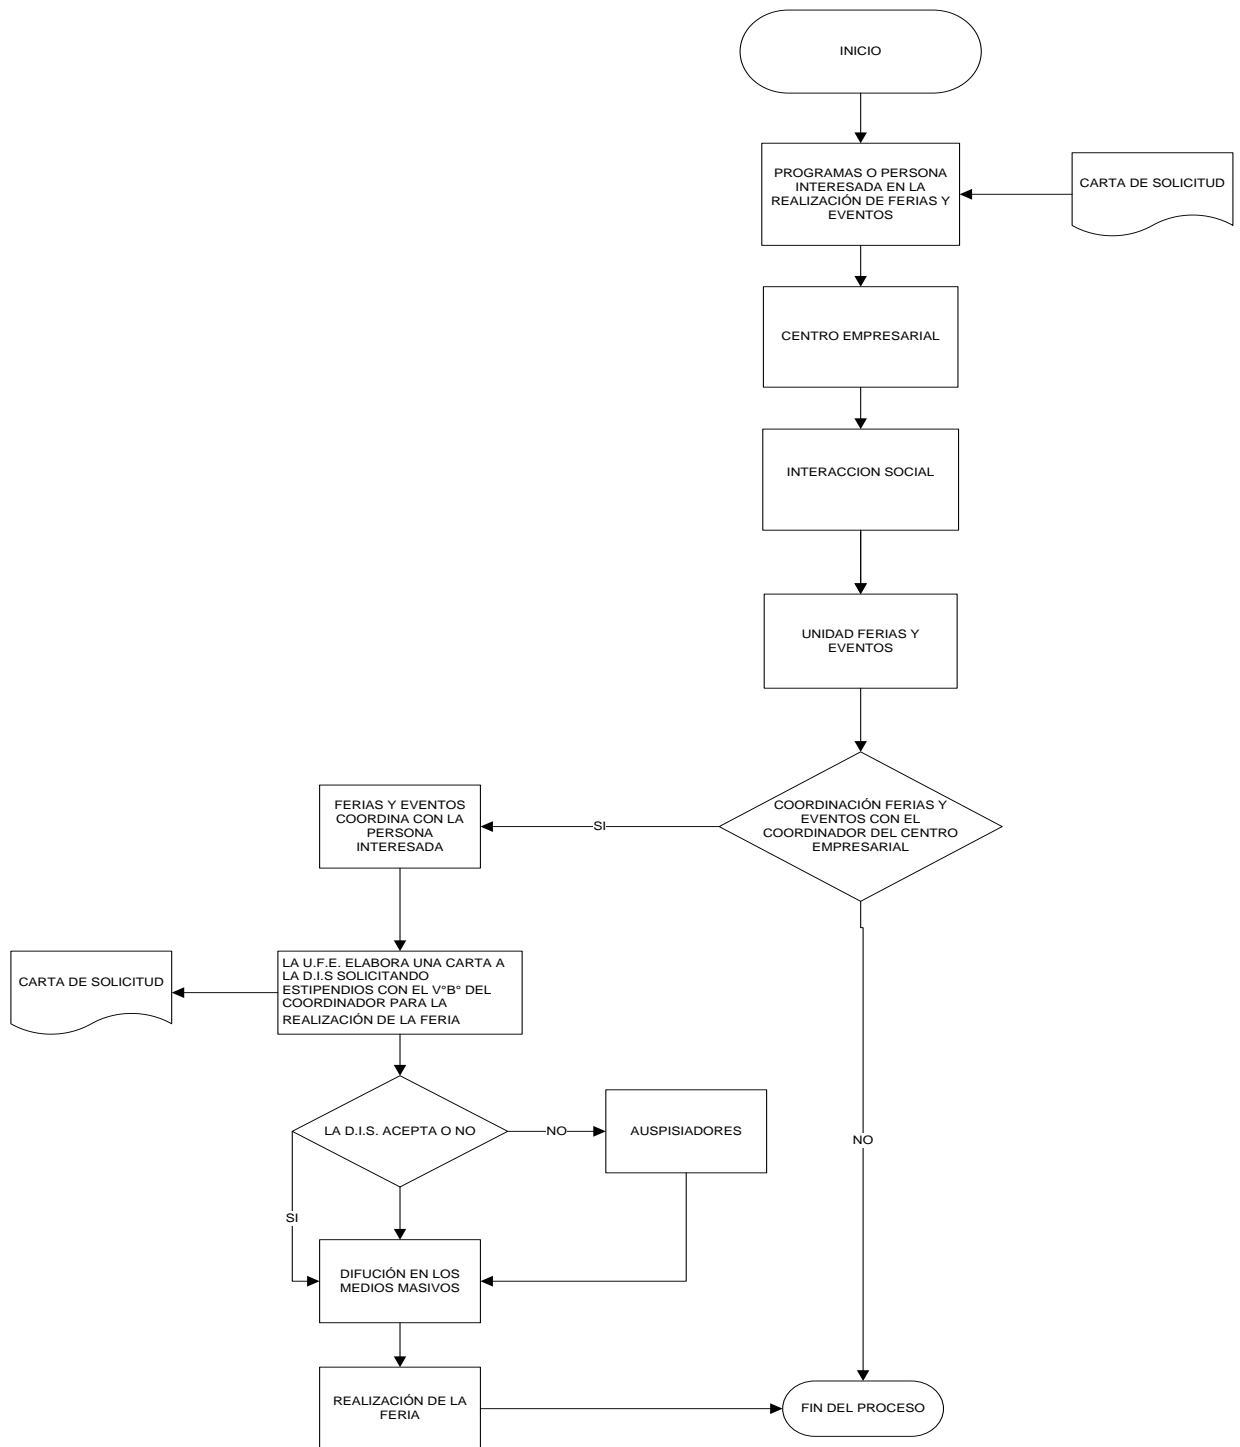 INICIO
PROGRAMAS O PERSONA
INTERESADA EN LA
REALIZACIÓN DE FERIAS Y
EVENTOS
CARTA DE SOLICITUD
CENTRO EMPRESARIAL
INTERACCION SOCIAL
UNIDAD FERIAS Y
EVENTOS
COORDINACIÓN FERIAS Y
EVENTOS CON EL
COORDINADOR DEL CENTRO
EMPRESARIAL
SI
FERIAS Y EVENTOS
COORDINA CON LA
PERSONA
INTERESADA
LA U.F.E. ELABORA UNA CARTA A
LA D.I.S SOLICITANDO
ESTIPENDIOS CON EL V°B° DEL
COORDINADOR PARA LA
REALIZACIÓN DE LA FERIA
CARTA DE SOLICITUD
LA D.I.S. ACEPTA O NO
NO
AUSPISIADORES
NO
SI
DIFUCIÓN EN LOS
MEDIOS MASIVOS
REALIZACIÓN DE LA
FERIA
FIN DEL PROCESO